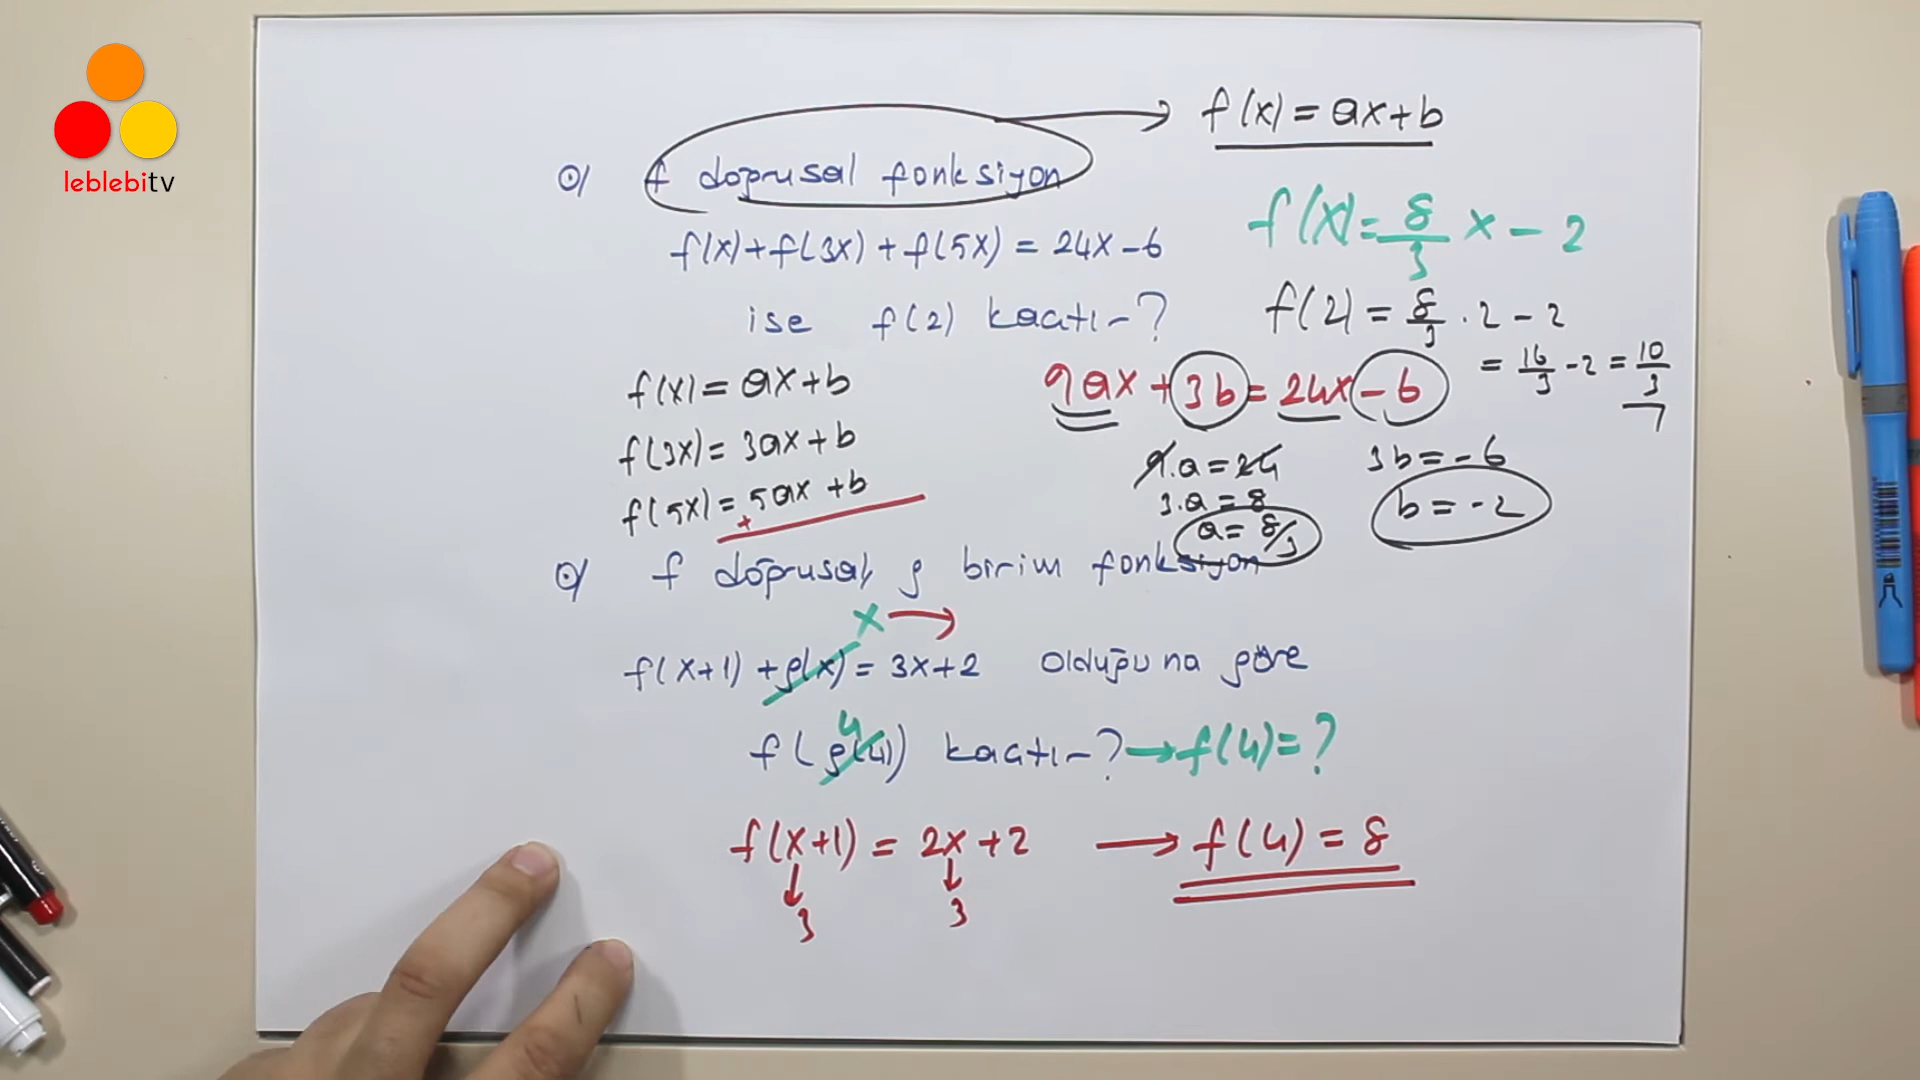 leblebitv
f(x) = ax+b
f doğrusal fonksiyon
f(x) = 8/3 x - 2
f(x) + f(3x) + f(5x) = 24x - 6
ise f(2) kaçtır?
f(2) = 8/3 . 2 - 2
= 16/3 - 2 = 10/3
f(x) = ax+b
f(3x) = 3ax+b
f(5x) = 5ax+b
+
9ax + 3b = 24x - 6
9.a = 24
3.a = 8
a = 8/3
3b = -6
b = -2
f doğrusal, g birim fonksiyon
x
f(x+1) + g(x) = 3x+2 olduğuna göre
4
f(g(4)) kaçtır? → f(4) = ?
f(x+1) = 2x+2 → f(4) = 8
3 3